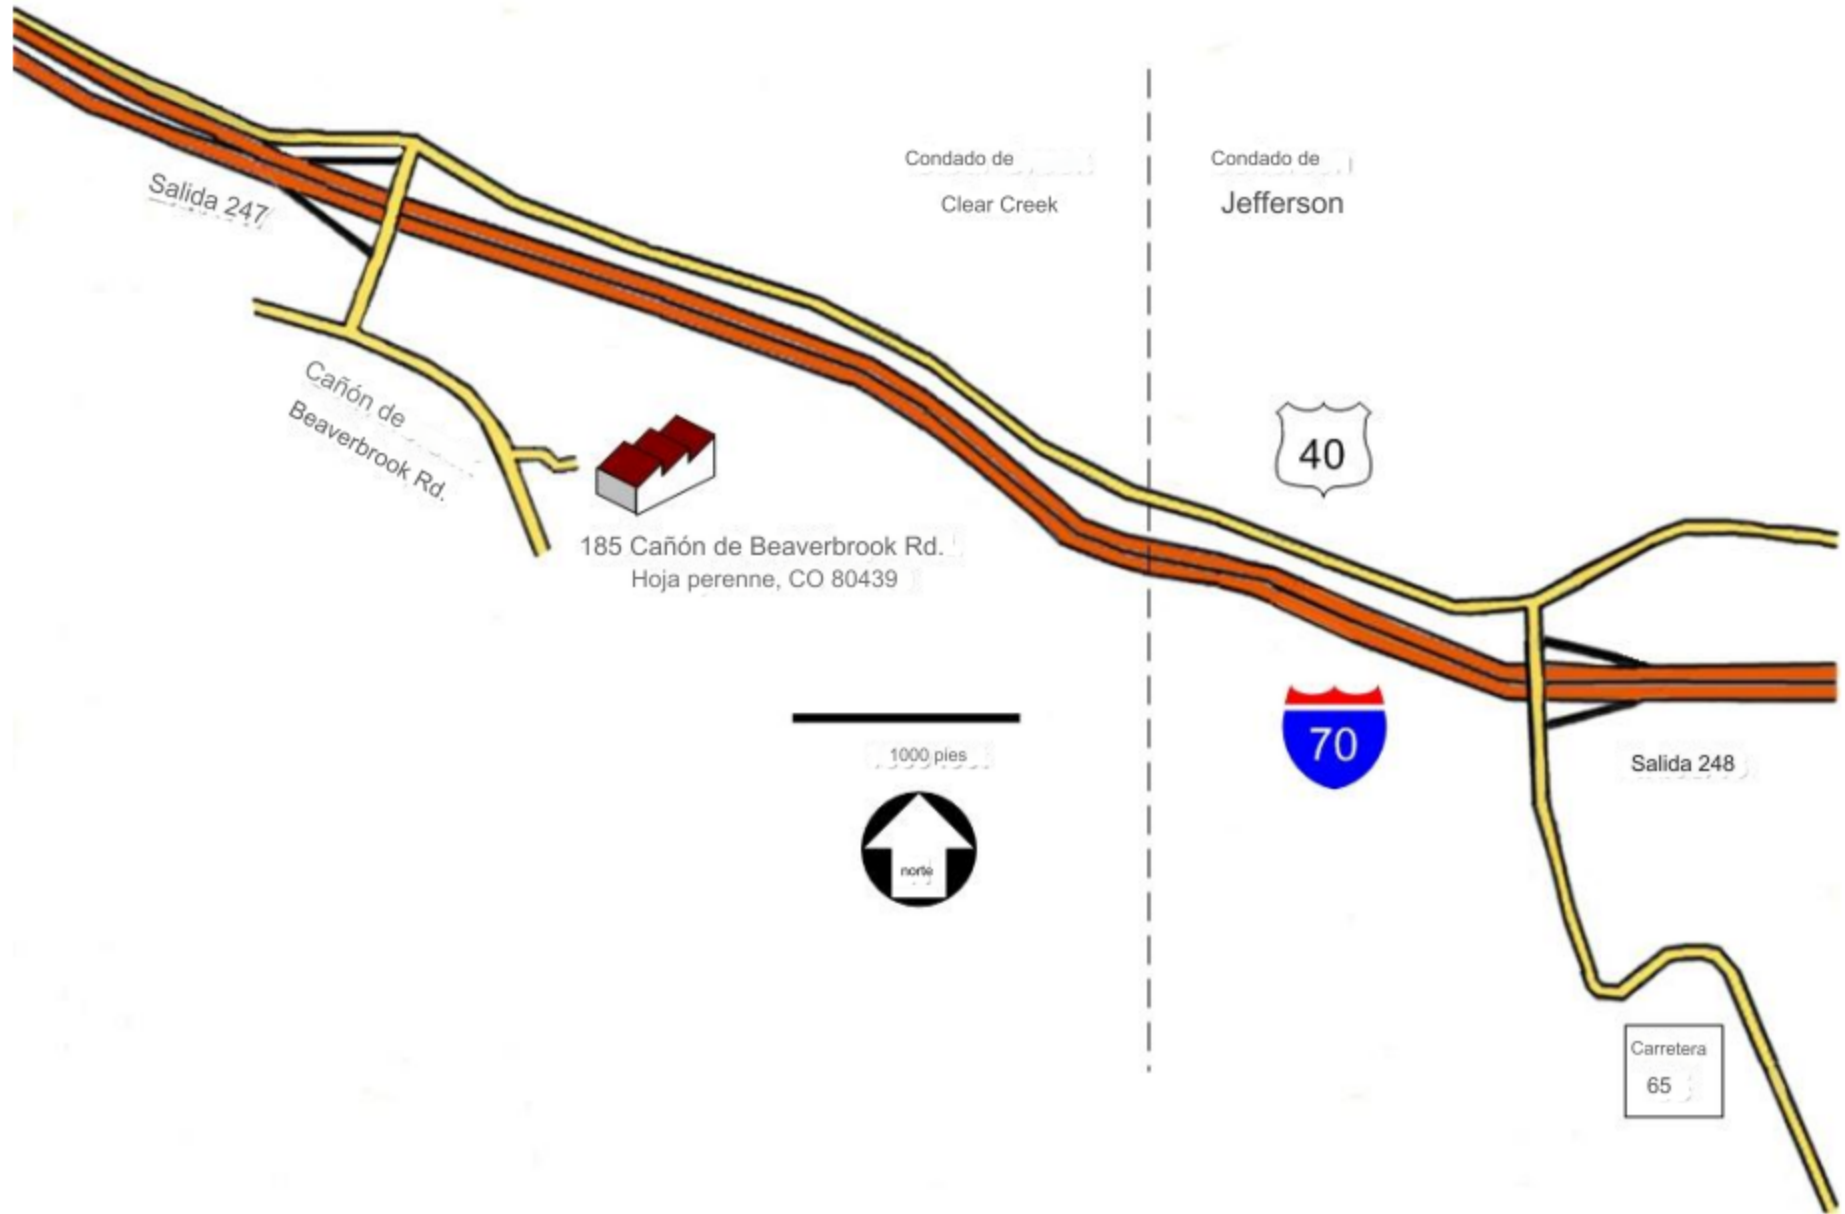 Condado de
Clear Creek
Condado de
Jefferson
Salida 247
Cañón de
Beaverbrook Rd.
40
185 Cañón de Beaverbrook Rd.
Hoja perenne, CO 80439
1000 pies
70
Salida 248
norte
Carretera
65